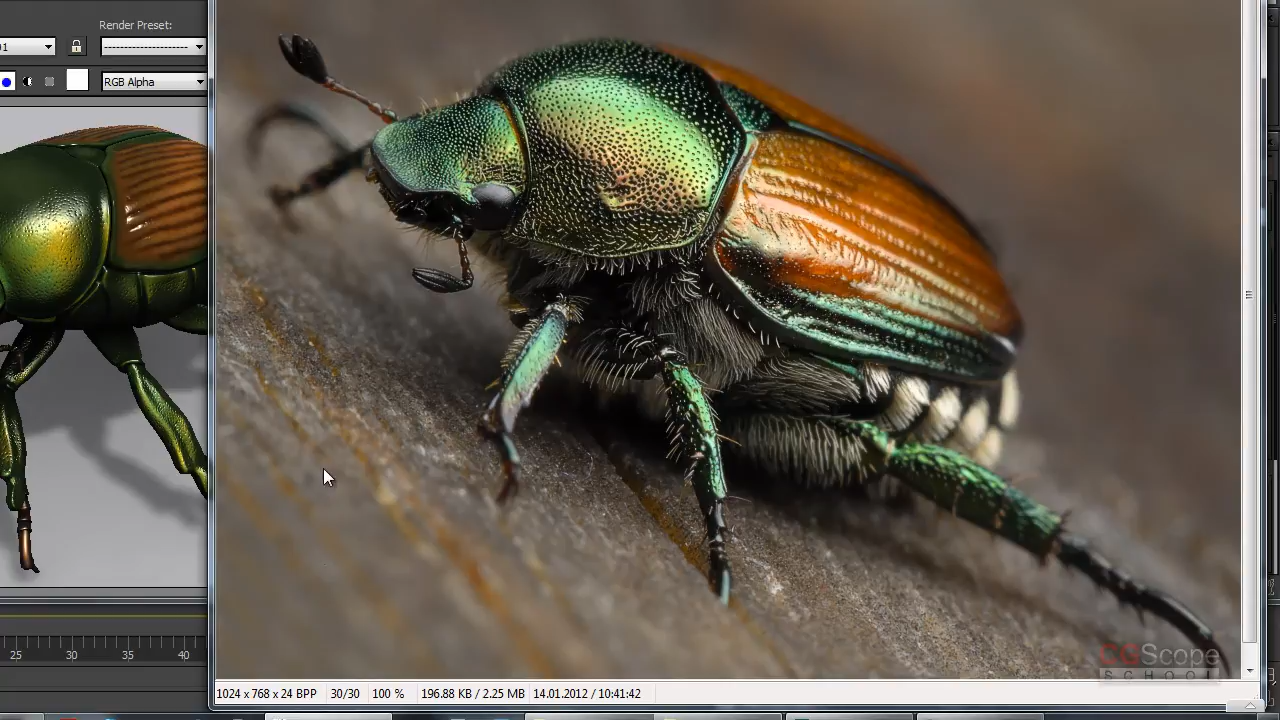 Render Preset:
RGB Alpha
25 30 35 40
1024 x 768 x 24 BPP 30/30 100 % 196.88 KB / 2.25 MB 14.01.2012 / 10:41:42
CGScope
SCHOOL